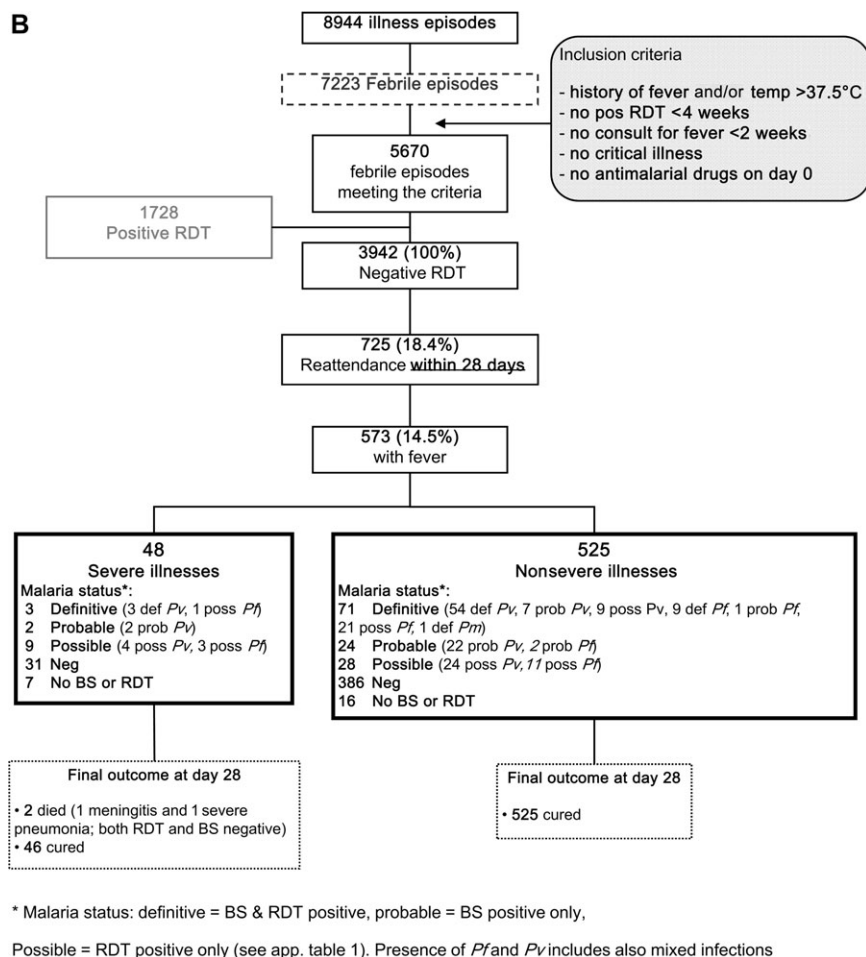 B
8944 illness episodes
7223 Febrile episodes
Inclusion criteria
- history of fever and/or temp >37.5°C
- no pos RDT <4 weeks
- no consult for fever <2 weeks
- no critical illness
- no antimalarial drugs on day 0
5670
febrile episodes
meeting the criteria
1728
Positive RDT
3942 (100%)
Negative RDT
725 (18.4%)
Reattendance within 28 days
573 (14.5%)
with fever
48
Severe illnesses
Malaria status*:
3 Definitive (3 def Pv, 1 poss Pf)
2 Probable (2 prob Pv)
9 Possible (4 poss Pv, 3 poss Pf)
31 Neg
7 No BS or RDT
525
Nonsevere illnesses
Malaria status*:
71 Definitive (54 def Pv, 7 prob Pv, 9 poss Pv, 9 def Pf, 1 prob Pf,
21 poss Pf, 1 def Pm)
24 Probable (22 prob Pv, 2 prob Pf)
28 Possible (24 poss Pv, 11 poss Pf)
386 Neg
16 No BS or RDT
Final outcome at day 28
• 2 died (1 meningitis and 1 severe
pneumonia; both RDT and BS negative)
• 46 cured
Final outcome at day 28
• 525 cured
* Malaria status: definitive = BS & RDT positive, probable = BS positive only,
Possible = RDT positive only (see app. table 1). Presence of Pf and Pv includes also mixed infections